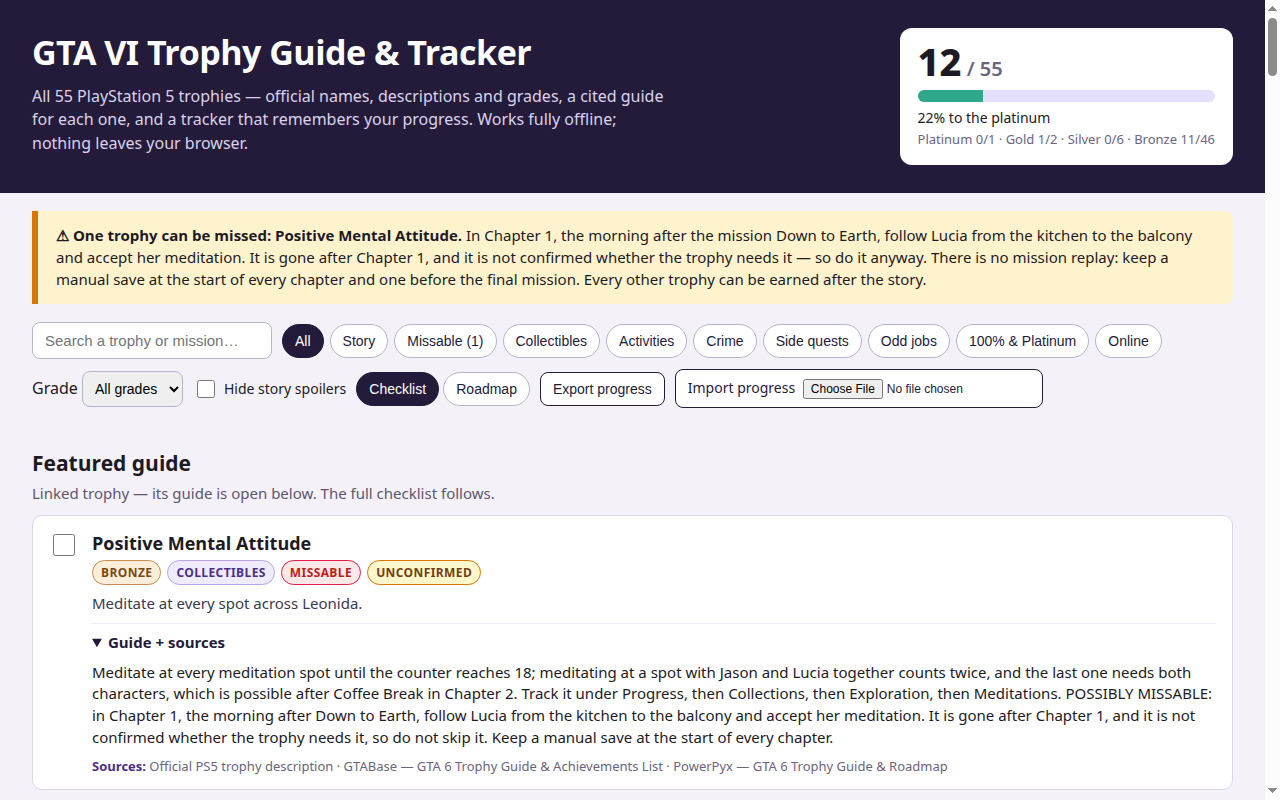 GTA VI Trophy Guide & Tracker
All 55 PlayStation 5 trophies — official names, descriptions and grades, a cited guide
for each one, and a tracker that remembers your progress. Works fully offline;
nothing leaves your browser.
12 / 55
22% to the platinum
Platinum 0/1 · Gold 1/2 · Silver 0/6 · Bronze 11/46
⚠ One trophy can be missed: Positive Mental Attitude. In Chapter 1, the morning after the mission Down to Earth, follow Lucia from the kitchen to the balcony
and accept her meditation. It is gone after Chapter 1, and it is not confirmed whether the trophy needs it — so do it anyway. There is no mission replay: keep a
manual save at the start of every chapter and one before the final mission. Every other trophy can be earned after the story.
Search a trophy or mission… All Story Missable (1) Collectibles Activities Crime Side quests Odd jobs 100% & Platinum Online
Grade All grades Hide story spoilers Checklist Roadmap Export progress Import progress Choose File No file chosen
Featured guide
Linked trophy — its guide is open below. The full checklist follows.
Positive Mental Attitude
BRONZE COLLECTIBLES MISSABLE UNCONFIRMED
Meditate at every spot across Leonida.
▼ Guide + sources
Meditate at every meditation spot until the counter reaches 18; meditating at a spot with Jason and Lucia together counts twice, and the last one needs both
characters, which is possible after Coffee Break in Chapter 2. Track it under Progress, then Collections, then Exploration, then Meditations. POSSIBLY MISSABLE:
in Chapter 1, the morning after Down to Earth, follow Lucia from the kitchen to the balcony and accept her meditation. It is gone after Chapter 1, and it is not
confirmed whether the trophy needs it, so do not skip it. Keep a manual save at the start of every chapter.
Sources: Official PS5 trophy description · GTABase — GTA 6 Trophy Guide & Achievements List · PowerPyx — GTA 6 Trophy Guide & Roadmap